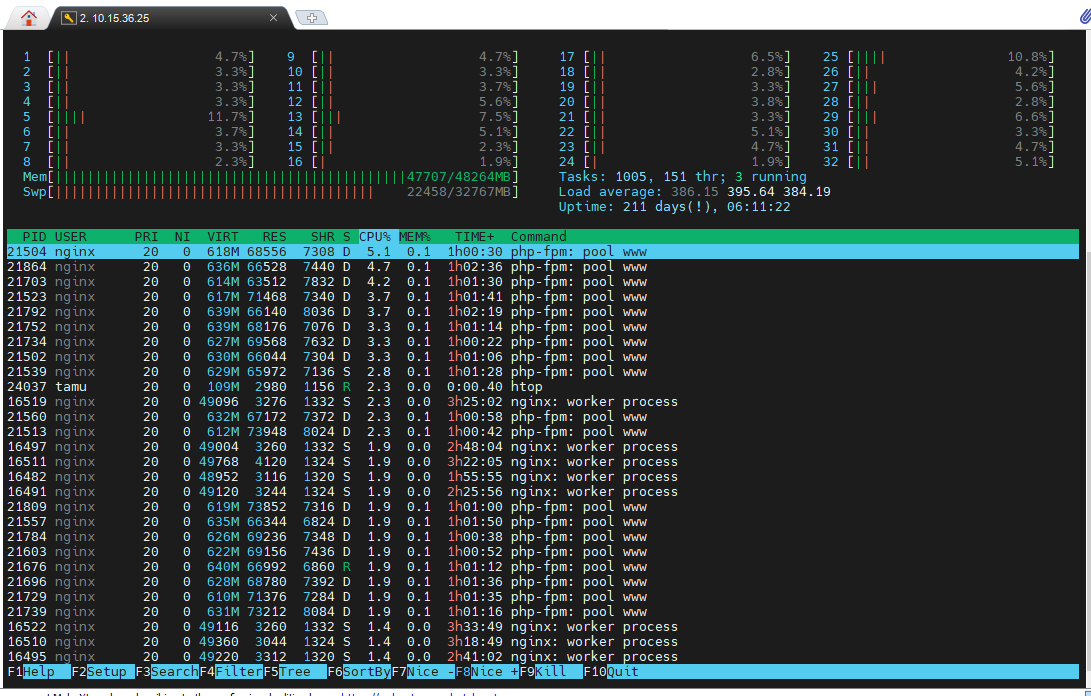 2. 10.15.36.25
1 [|| 4.7%] 9 [|| 4.7%] 17 [|| 6.5%] 25 [|||| 10.8%]
2 [|| 3.3%] 10 [|| 3.3%] 18 [|| 2.8%] 26 [|| 4.2%]
3 [|| 3.3%] 11 [|| 3.7%] 19 [|| 3.3%] 27 [||| 5.6%]
4 [|| 3.3%] 12 [|| 5.6%] 20 [|| 3.8%] 28 [|| 2.8%]
5 [|||| 11.7%] 13 [||| 7.5%] 21 [|| 3.3%] 29 [||| 6.6%]
6 [|| 3.7%] 14 [|| 5.1%] 22 [|| 5.1%] 30 [|| 3.3%]
7 [|| 3.3%] 15 [|| 2.3%] 23 [|| 4.7%] 31 [|| 4.7%]
8 [|| 2.3%] 16 [| 1.9%] 24 [| 1.9%] 32 [|| 5.1%]
Mem[||||||||||||||||||||||||||||||||||||||||||||47707/48264MB] Tasks: 1005, 151 thr; 3 running
Swp[|||||||||||||||||||||||||||||||||||||||| 22458/32767MB] Load average: 386.15 395.64 384.19
Uptime: 211 days(!), 06:11:22
PID USER PRI NI VIRT RES SHR S CPU% MEM% TIME+ Command
21504 nginx 20 0 618M 68556 7308 D 5.1 0.1 1h00:30 php-fpm: pool www
21864 nginx 20 0 636M 66528 7440 D 4.7 0.1 1h02:36 php-fpm: pool www
21703 nginx 20 0 614M 63512 7832 D 4.2 0.1 1h01:30 php-fpm: pool www
21523 nginx 20 0 617M 71468 7340 D 3.7 0.1 1h01:41 php-fpm: pool www
21792 nginx 20 0 639M 66140 8036 D 3.7 0.1 1h02:19 php-fpm: pool www
21752 nginx 20 0 639M 68176 7076 D 3.3 0.1 1h01:14 php-fpm: pool www
21734 nginx 20 0 627M 69568 7632 D 3.3 0.1 1h00:22 php-fpm: pool www
21502 nginx 20 0 630M 66044 7304 D 3.3 0.1 1h01:06 php-fpm: pool www
21539 nginx 20 0 629M 65972 7136 S 2.8 0.1 1h01:28 php-fpm: pool www
24037 tamu 20 0 109M 2980 1156 R 2.3 0.0 0:00.40 htop
16519 nginx 20 0 49096 3276 1332 S 2.3 0.0 3h25:02 nginx: worker process
21560 nginx 20 0 632M 67172 7372 D 2.3 0.1 1h00:58 php-fpm: pool www
21513 nginx 20 0 612M 73948 8024 D 2.3 0.1 1h00:42 php-fpm: pool www
16497 nginx 20 0 49004 3260 1332 S 1.9 0.0 2h48:04 nginx: worker process
16511 nginx 20 0 49768 4120 1324 S 1.9 0.0 3h22:05 nginx: worker process
16482 nginx 20 0 48952 3116 1320 S 1.9 0.0 1h55:55 nginx: worker process
16491 nginx 20 0 49120 3244 1324 S 1.9 0.0 2h25:56 nginx: worker process
21809 nginx 20 0 619M 73852 7316 D 1.9 0.1 1h01:00 php-fpm: pool www
21557 nginx 20 0 635M 66344 6824 D 1.9 0.1 1h01:50 php-fpm: pool www
21784 nginx 20 0 626M 69236 7348 D 1.9 0.1 1h00:38 php-fpm: pool www
21603 nginx 20 0 622M 69156 7436 D 1.9 0.1 1h00:52 php-fpm: pool www
21676 nginx 20 0 640M 66992 6860 R 1.9 0.1 1h01:12 php-fpm: pool www
21696 nginx 20 0 628M 68780 7392 D 1.9 0.1 1h01:36 php-fpm: pool www
21729 nginx 20 0 610M 71376 7284 D 1.9 0.1 1h01:35 php-fpm: pool www
21739 nginx 20 0 631M 73212 8084 D 1.9 0.1 1h01:16 php-fpm: pool www
16522 nginx 20 0 49116 3260 1332 S 1.4 0.0 3h33:49 nginx: worker process
16510 nginx 20 0 49360 3044 1324 S 1.4 0.0 3h18:49 nginx: worker process
16495 nginx 20 0 49220 3312 1320 S 1.4 0.0 2h41:02 nginx: worker process
F1Help F2Setup F3SearchF4FilterF5Tree F6SortByF7Nice -F8Nice +F9Kill F10Quit